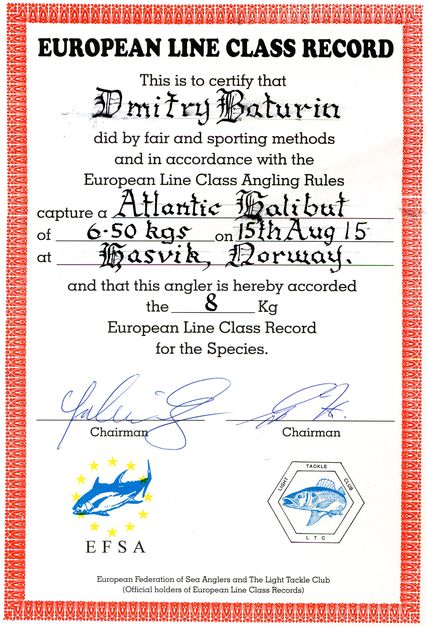 EUROPEAN LINE CLASS RECORD
This is to certify that
Dmitry Baturin
did by fair and sporting methods
and in accordance with the
European Line Class Angling Rules
capture a Atlantic Halibut
of 6·50 kgs on 15th Aug 15
at Hasvik, Norway.
and that this angler is hereby accorded
the 8 Kg
European Line Class Record
for the Species.
Chairman Chairman
LIGHT TACKLE CLUB
LTC
EFSA
European Federation of Sea Anglers and The Light Tackle Club
(Official holders of European Line Class Records)